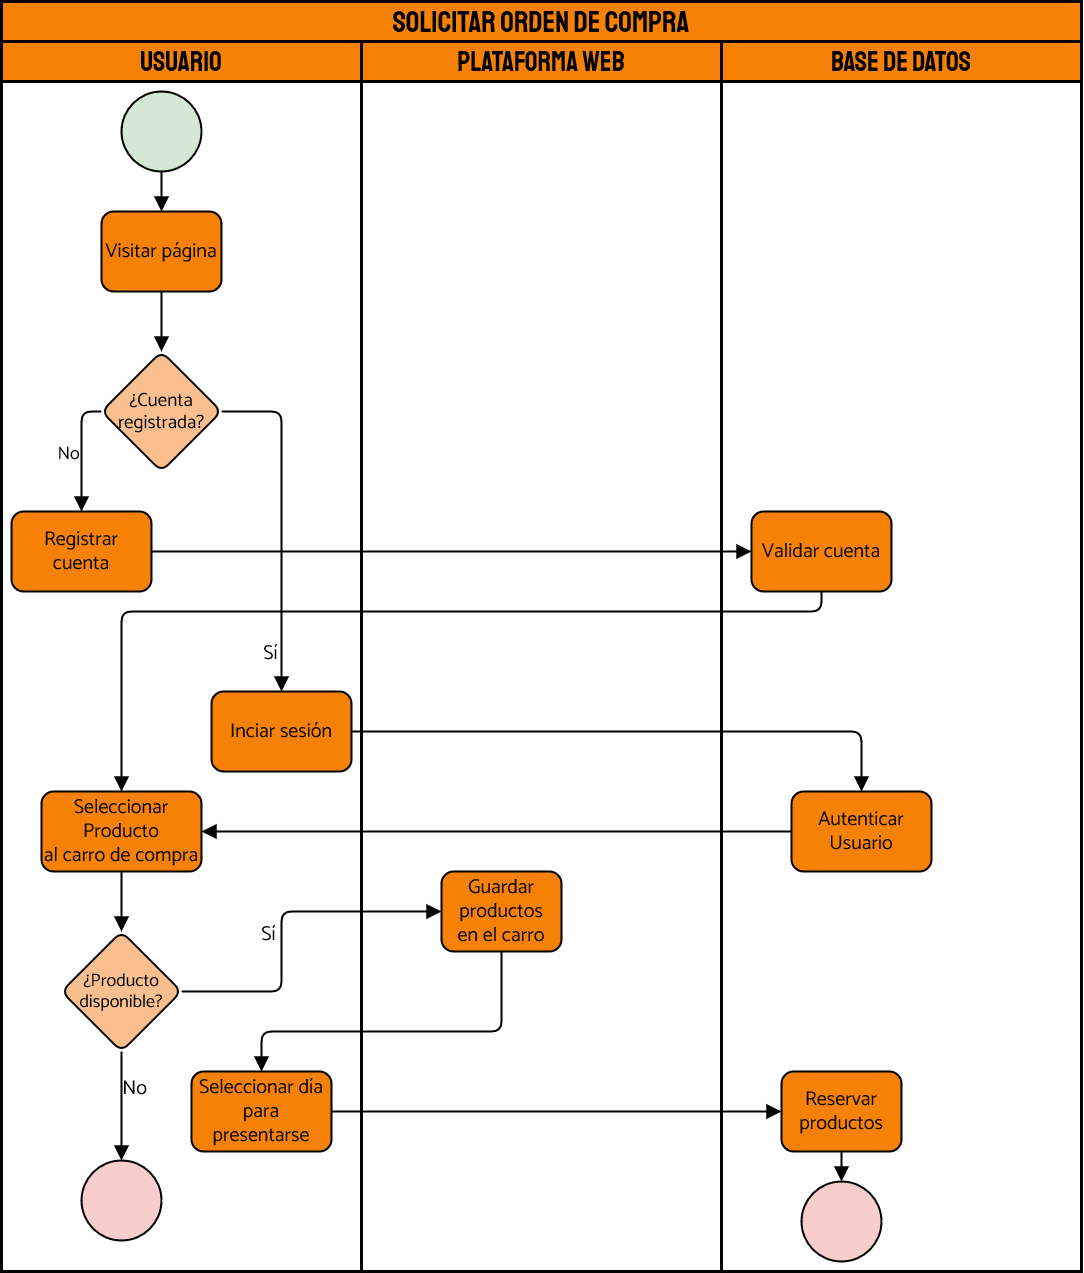 SOLICITAR ORDEN DE COMPRA
USUARIO
PLATAFORMA WEB
BASE DE DATOS
Visitar página
¿Cuenta
registrada?
No
Registrar
cuenta
Validar cuenta
Sí
Inciar sesión
Seleccionar
Producto
al carro de compra
Autenticar
Usuario
Guardar
productos
en el carro
Sí
¿Producto
disponible?
No
Seleccionar día
para
presentarse
Reservar
productos